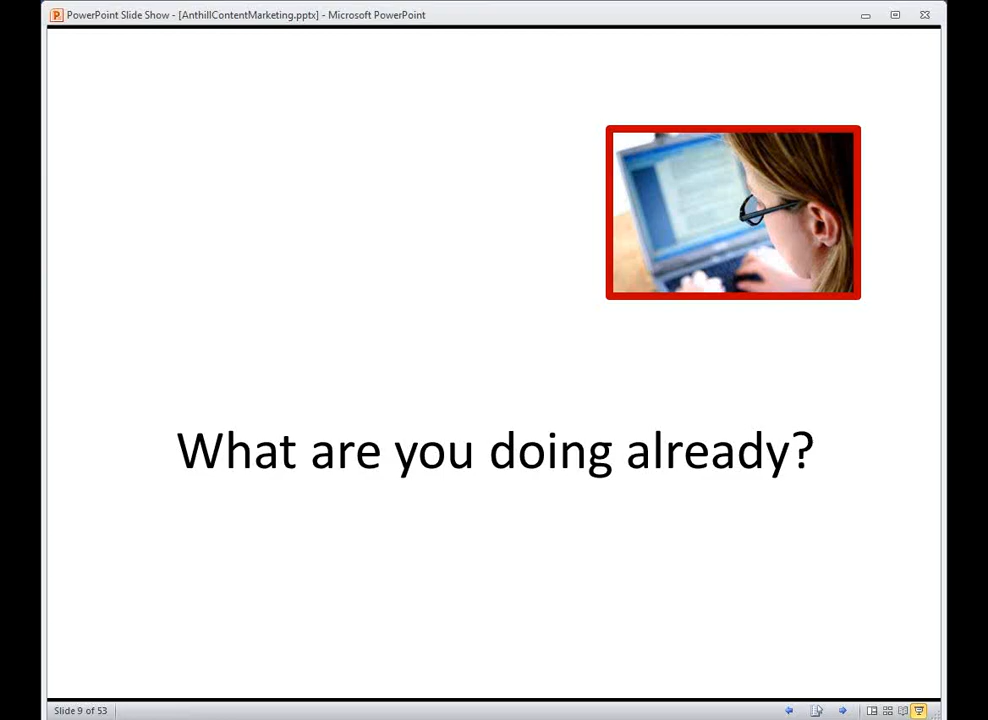 PowerPoint Slide Show - [AnthillContentMarketing.pptx] - Microsoft PowerPoint
What are you doing already?
Slide 9 of 53